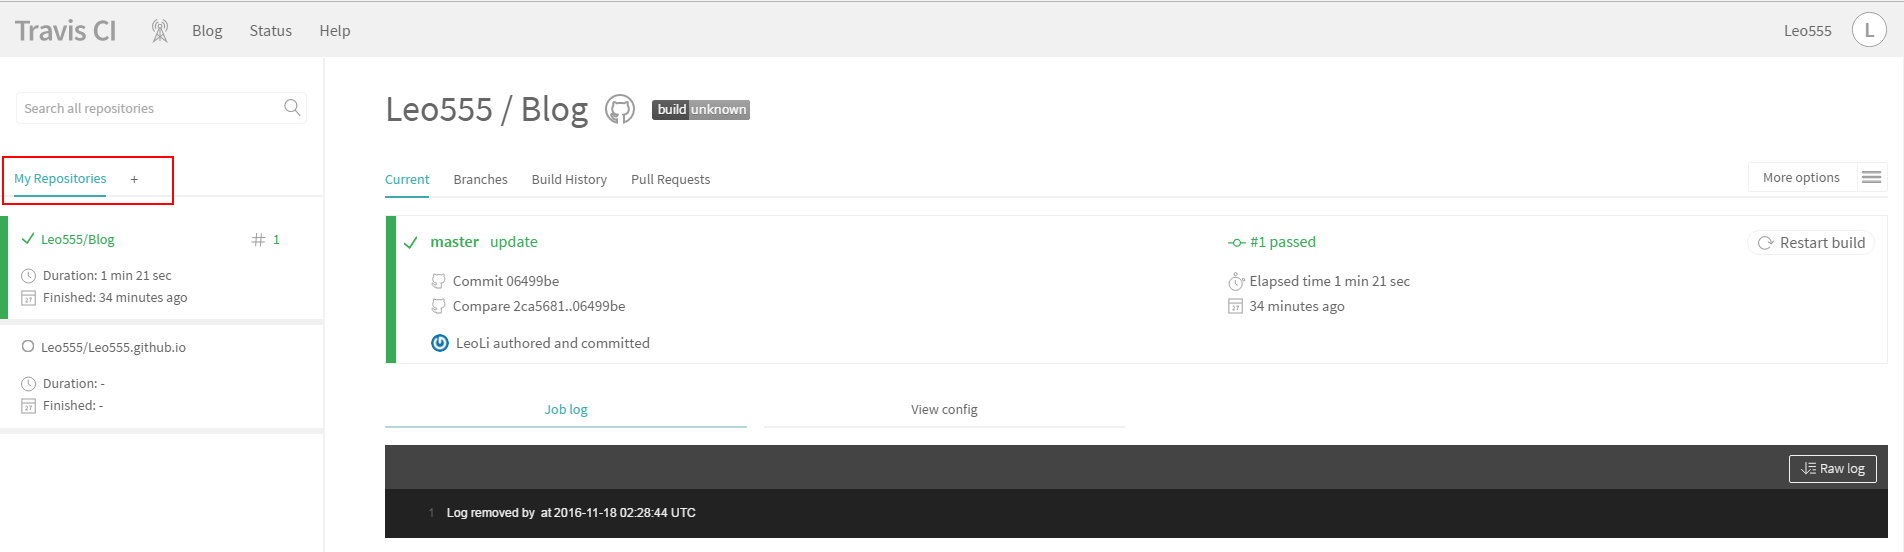 Travis CI Blog Status Help Leo555 L
Search all repositories
My Repositories +
Leo555/Blog # 1
Duration: 1 min 21 sec
27 Finished: 34 minutes ago
Leo555/Leo555.github.io
Duration: -
27 Finished: -
Leo555 / Blog build unknown
Current Branches Build History Pull Requests More options
master update #1 passed Restart build
Commit 06499be Elapsed time 1 min 21 sec
Compare 2ca5681..06499be 27 34 minutes ago
LeoLi authored and committed
Job log View config
Raw log
1 Log removed by at 2016-11-18 02:28:44 UTC